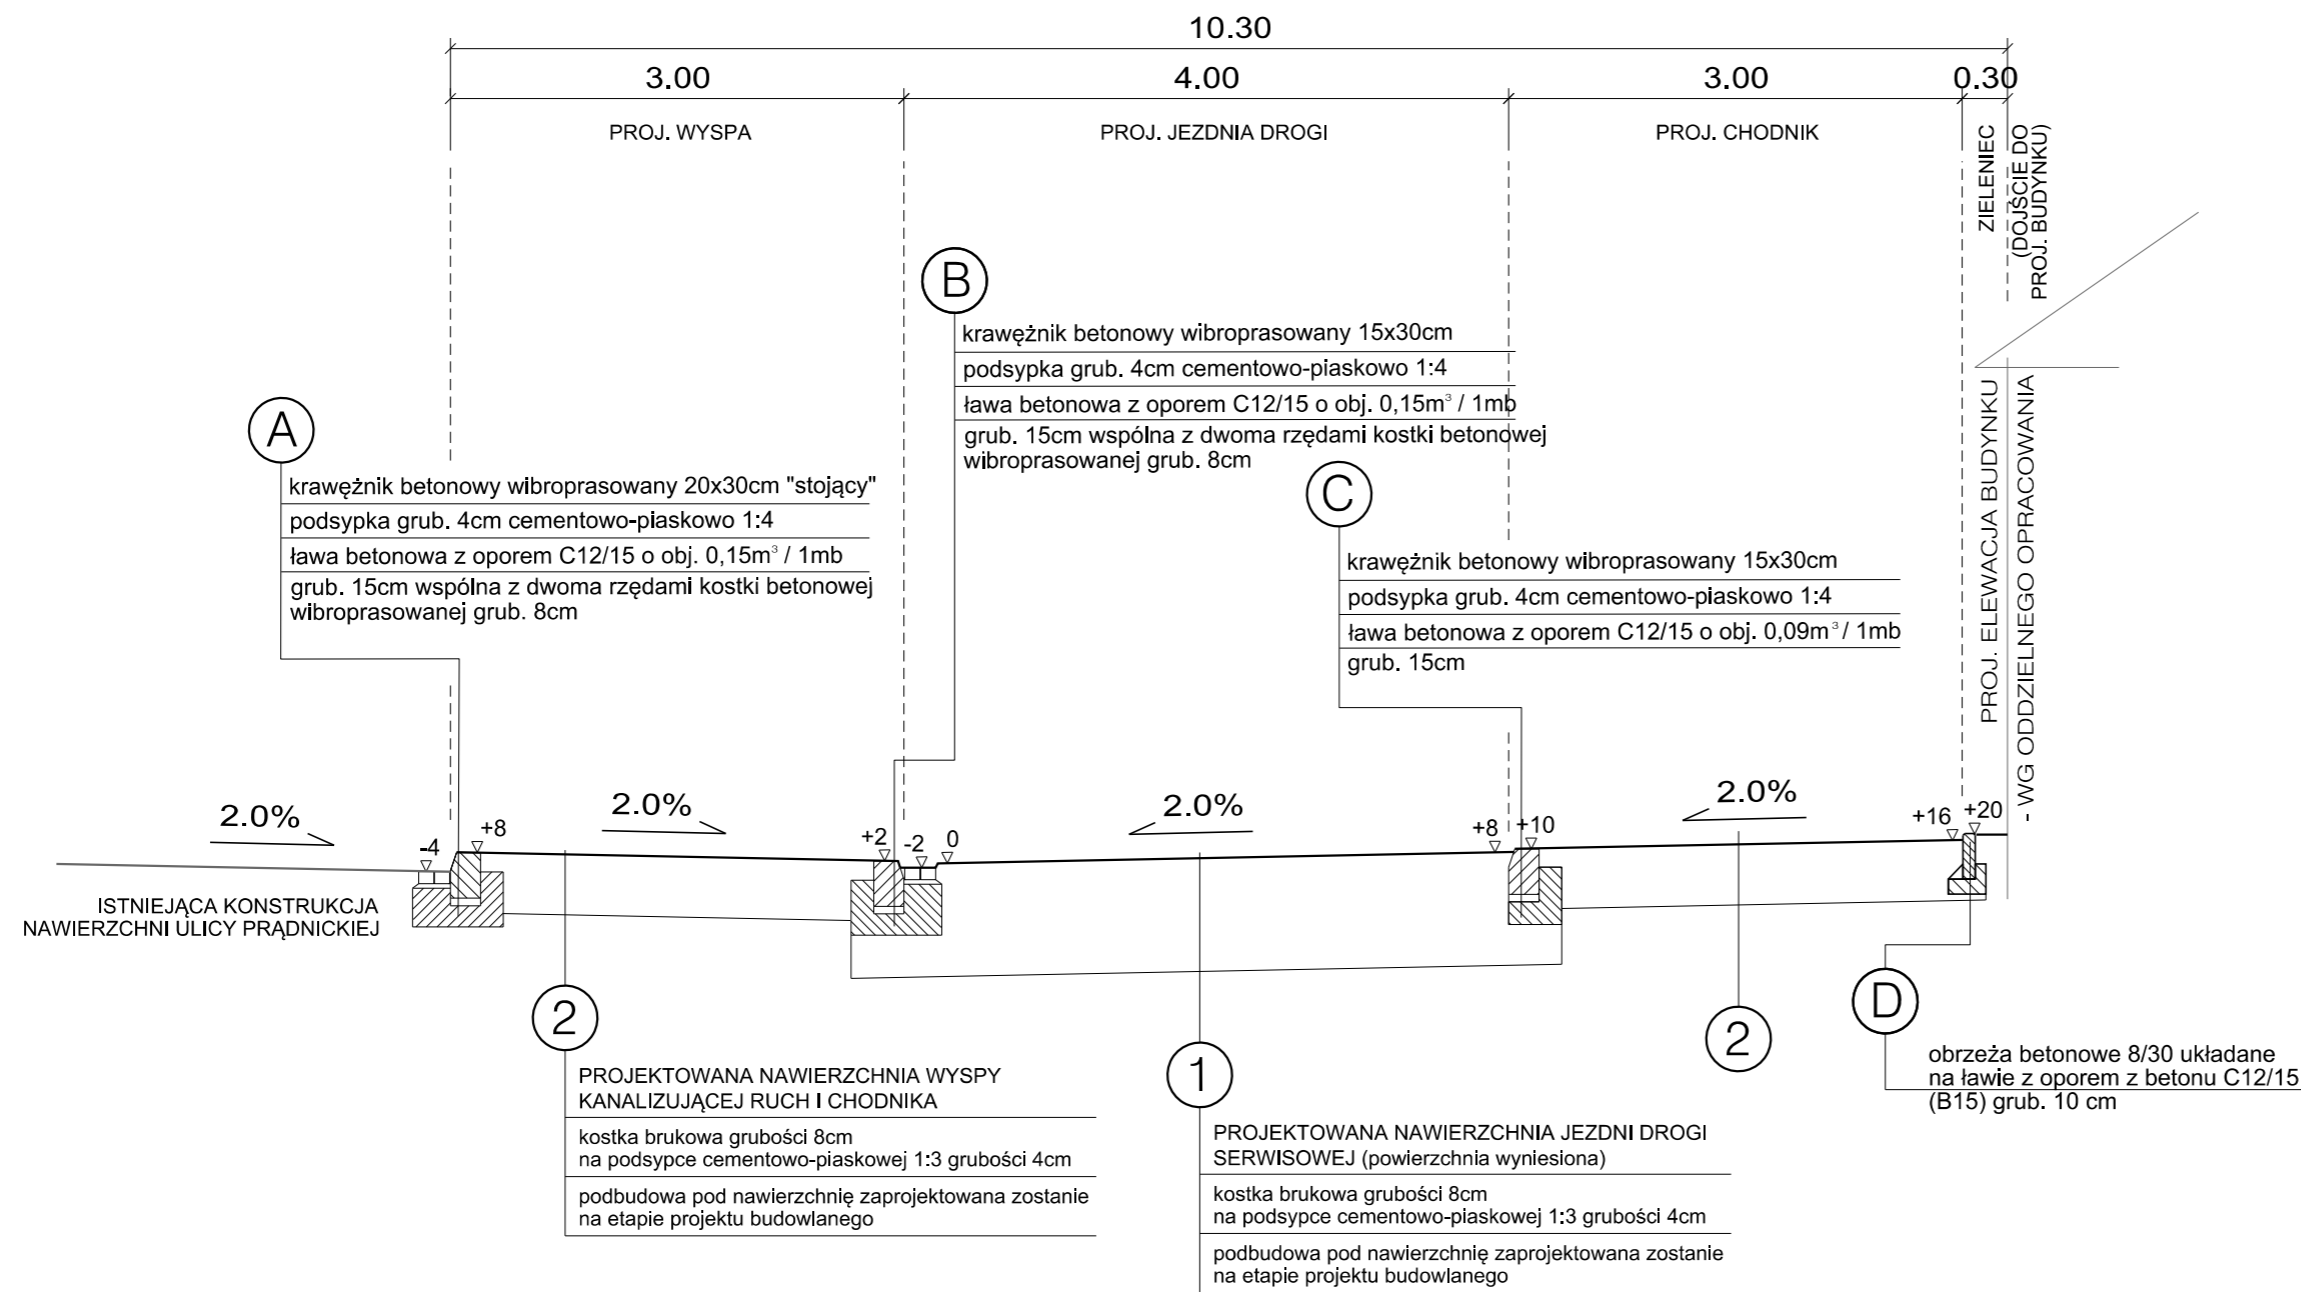 10.30
3.00 4.00 3.00 0.30
PROJ. WYSPA PROJ. JEZDNIA DROGI PROJ. CHODNIK
ZIELENIEC
(DOJŚCIE DO
PROJ. BUDYNKU)
B
krawężnik betonowy wibroprasowany 15x30cm
podsypka grub. 4cm cementowo-piaskowo 1:4
ława betonowa z oporem C12/15 o obj. 0,15m³ / 1mb
grub. 15cm wspólna z dwoma rzędami kostki betonowej
wibroprasowanej grub. 8cm
A
krawężnik betonowy wibroprasowany 20x30cm "stojący"
podsypka grub. 4cm cementowo-piaskowo 1:4
ława betonowa z oporem C12/15 o obj. 0,15m³ / 1mb
grub. 15cm wspólna z dwoma rzędami kostki betonowej
wibroprasowanej grub. 8cm
C
krawężnik betonowy wibroprasowany 15x30cm
podsypka grub. 4cm cementowo-piaskowo 1:4
ława betonowa z oporem C12/15 o obj. 0,09m³ / 1mb
grub. 15cm
PROJ. ELEWACJA BUDYNKU
- WG ODDZIELNEGO OPRACOWANIA
2.0% 2.0% 2.0% 2.0%
-4 +8 +2 -2 0 +8 +10 +16 +20
ISTNIEJĄCA KONSTRUKCJA
NAWIERZCHNI ULICY PRĄDNICKIEJ
2
PROJEKTOWANA NAWIERZCHNIA WYSPY
KANALIZUJĄCEJ RUCH I CHODNIKA
kostka brukowa grubości 8cm
na podsypce cementowo-piaskowej 1:3 grubości 4cm
podbudowa pod nawierzchnię zaprojektowana zostanie
na etapie projektu budowlanego
1
PROJEKTOWANA NAWIERZCHNIA JEZDNI DROGI
SERWISOWEJ (powierzchnia wyniesiona)
kostka brukowa grubości 8cm
na podsypce cementowo-piaskowej 1:3 grubości 4cm
podbudowa pod nawierzchnię zaprojektowana zostanie
na etapie projektu budowlanego
2
D
obrzeża betonowe 8/30 układane
na ławie z oporem z betonu C12/15
(B15) grub. 10 cm